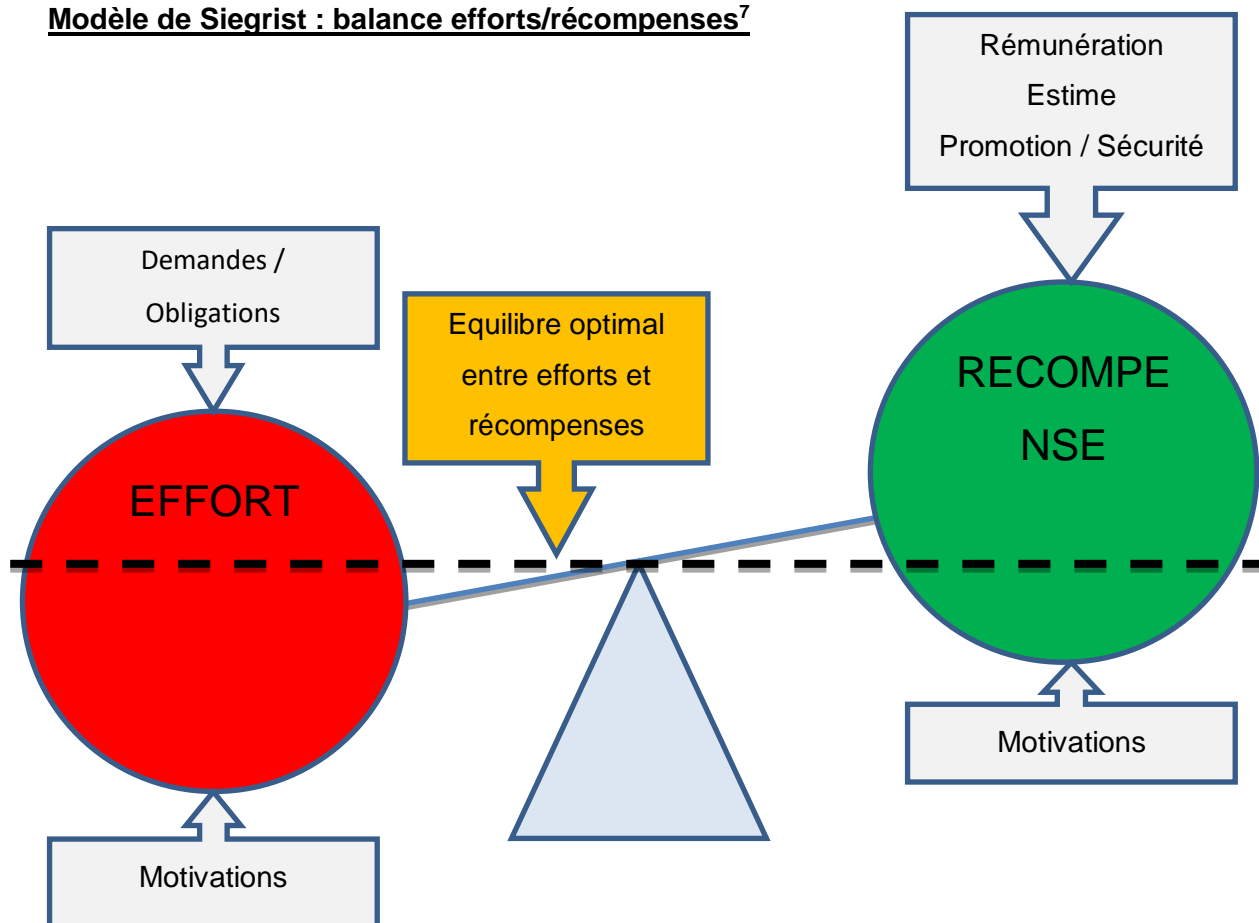 Modèle de Siegrist : balance efforts/récompenses⁷
Rémunération
Estime
Promotion / Sécurité
Demandes /
Obligations
Equilibre optimal
entre efforts et
récompenses
RECOMPE
NSE
EFFORT
Motivations
Motivations